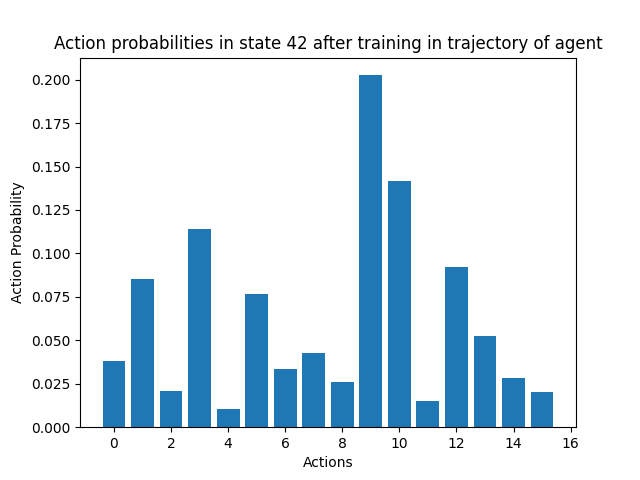 Action probabilities in state 42 after training in trajectory of agent
0.200
0.175
0.150
0.125
0.100
0.075
0.050
0.025
0.000
Action Probability
0 2 4 6 8 10 12 14 16
Actions